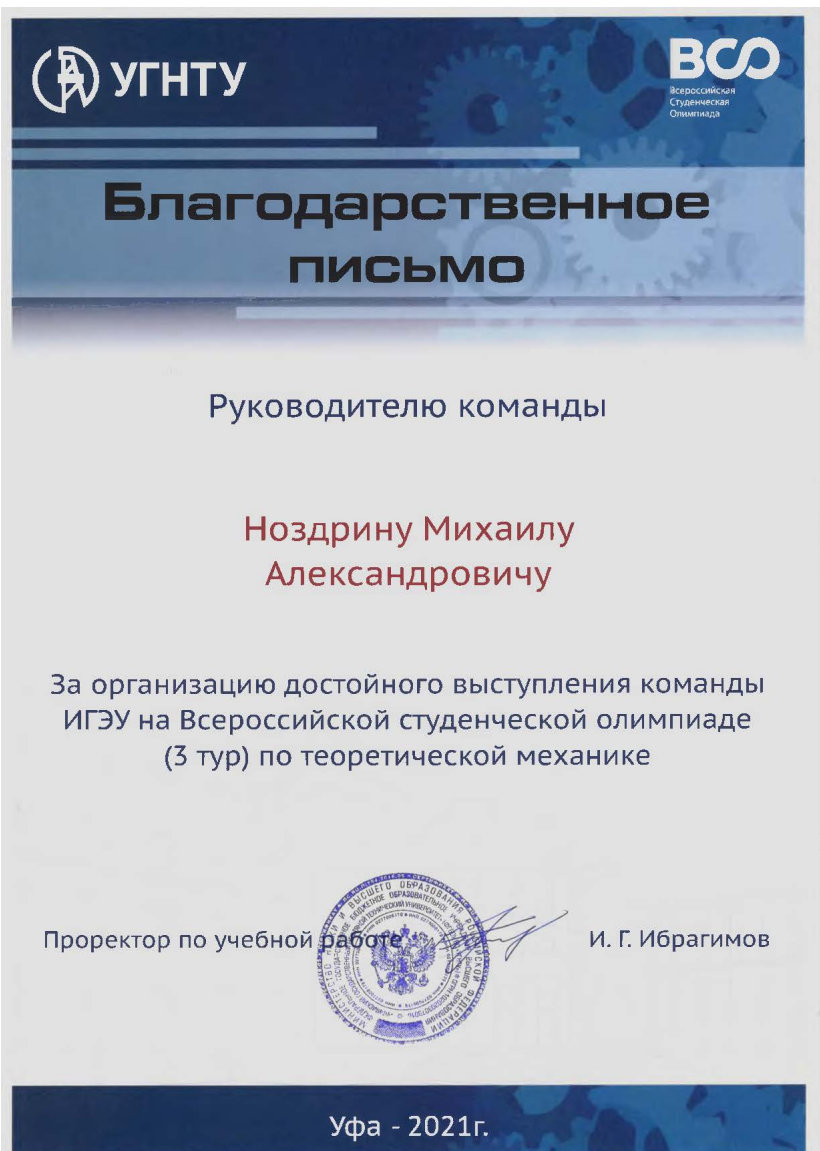 УГНТУ
ВСО
Всероссийская
Студенческая
Олимпиада
Благодарственное
письмо
Руководителю команды
Ноздрину Михаилу
Александровичу
За организацию достойного выступления команды
ИГЭУ на Всероссийской студенческой олимпиаде
(3 тур) по теоретической механике
Проректор по учебной работе
И. Г. Ибрагимов
Уфа - 2021г.